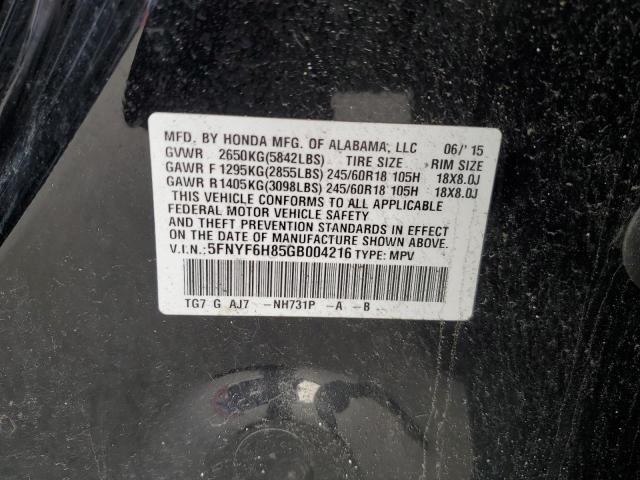 MFD. BY HONDA MFG. OF ALABAMA, LLC 06/'15
GVWR 2650KG(5842LBS) TIRE SIZE RIM SIZE
GAWR F 1295KG(2855LBS) 245/60R18 105H 18X8.0J
GAWR R1405KG(3098LBS) 245/60R18 105H 18X8.0J
THIS VEHICLE CONFORMS TO ALL APPLICABLE
FEDERAL MOTOR VEHICLE SAFETY
AND THEFT PREVENTION STANDARDS IN EFFECT
ON THE DATE OF MANUFACTURE SHOWN ABOVE.
V.I.N.: 5FNYF6H85GB004216 TYPE: MPV
TG7 G AJ7 -NH731P -A -B